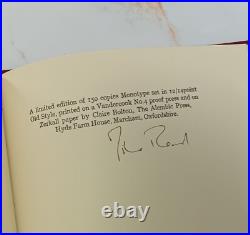 A limited edition of 150 copies Monotype set in 12/14point
Old Style, printed on a Vandercook No.4 proof press and on
Zerkall paper by Claire Bolton, The Alembic Press,
Hyde Farm House, Marcham, Oxfordshire.